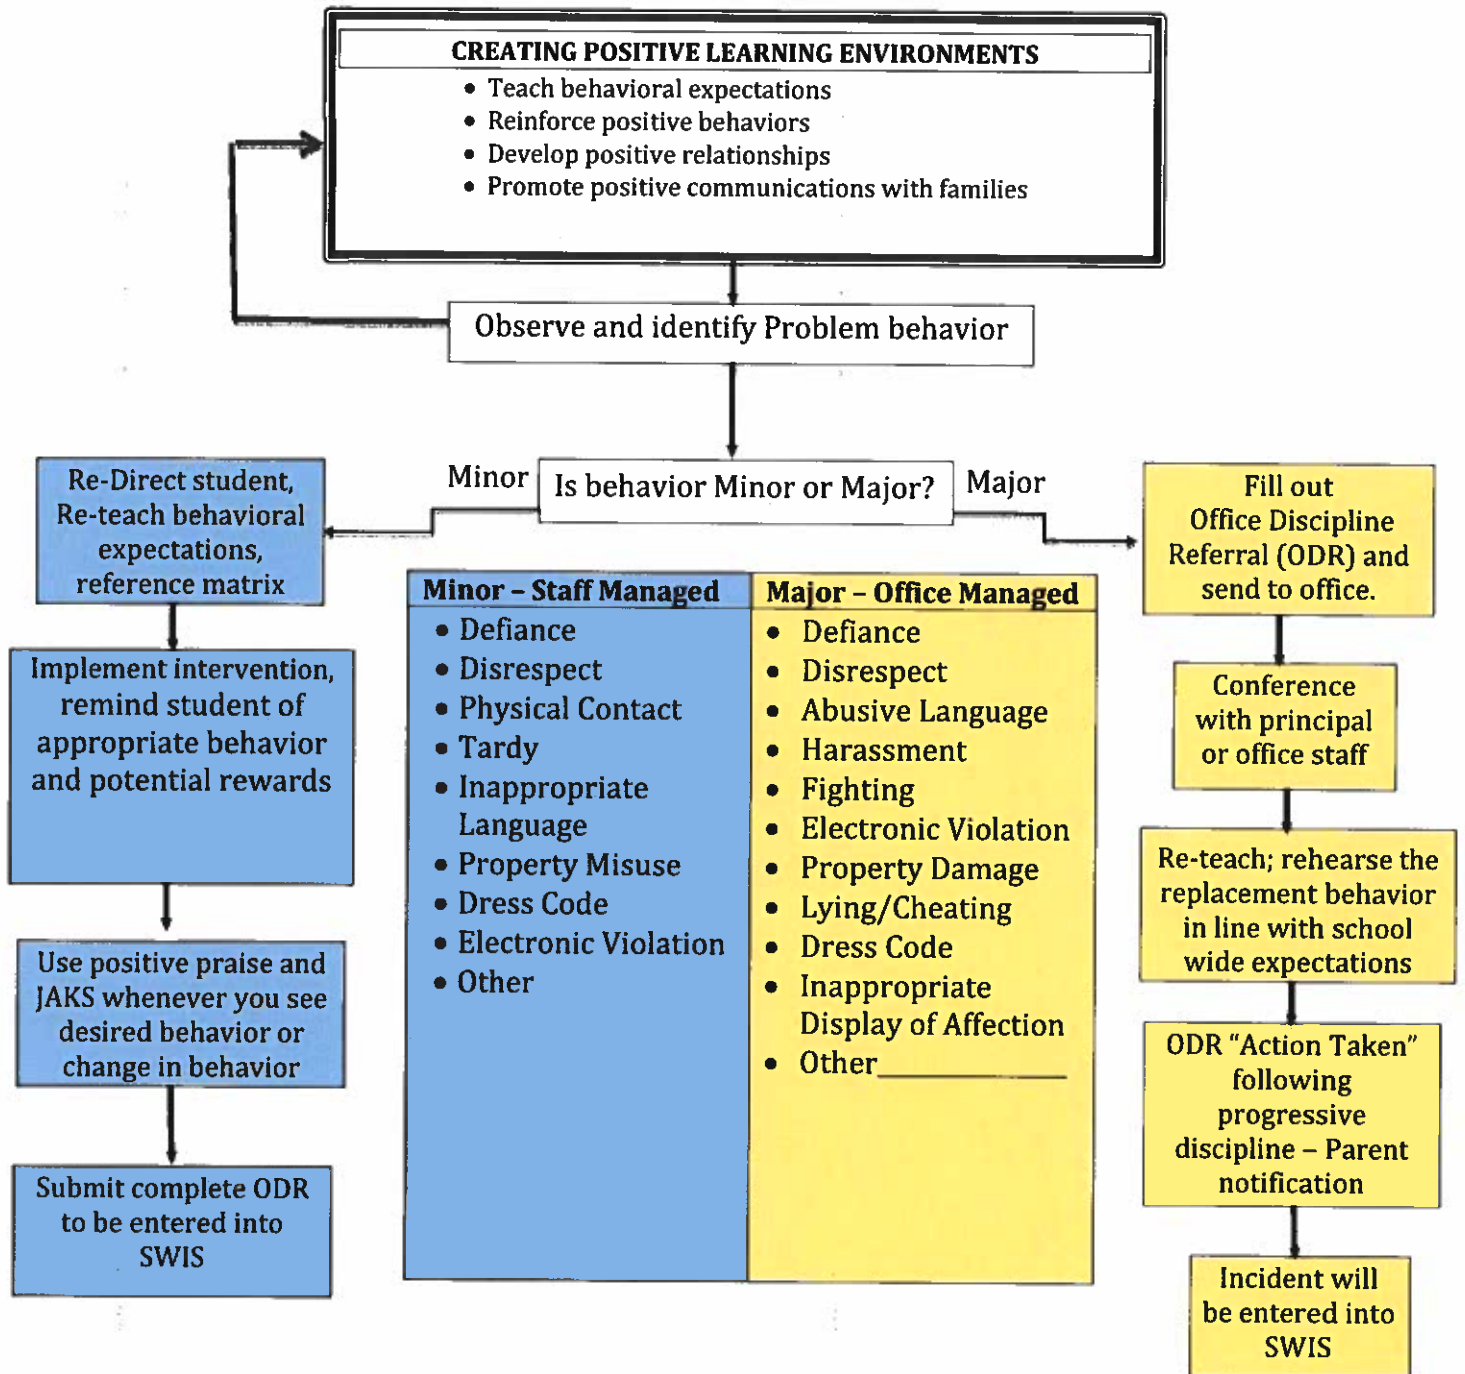 CREATING POSITIVE LEARNING ENVIRONMENTS
• Teach behavioral expectations
• Reinforce positive behaviors
• Develop positive relationships
• Promote positive communications with families
Observe and identify Problem behavior
Minor
Is behavior Minor or Major?
Major
Re-Direct student,
Re-teach behavioral
expectations,
reference matrix
Implement intervention,
remind student of
appropriate behavior
and potential rewards
Use positive praise and
JAKS whenever you see
desired behavior or
change in behavior
Submit complete ODR
to be entered into
SWIS
Minor – Staff Managed
• Defiance
• Disrespect
• Physical Contact
• Tardy
• Inappropriate
Language
• Property Misuse
• Dress Code
• Electronic Violation
• Other
Major – Office Managed
• Defiance
• Disrespect
• Abusive Language
• Harassment
• Fighting
• Electronic Violation
• Property Damage
• Lying/Cheating
• Dress Code
• Inappropriate
Display of Affection
• Other____________
Fill out
Office Discipline
Referral (ODR) and
send to office.
Conference
with principal
or office staff
Re-teach; rehearse the
replacement behavior
in line with school
wide expectations
ODR “Action Taken”
following
progressive
discipline – Parent
notification
Incident will
be entered into
SWIS